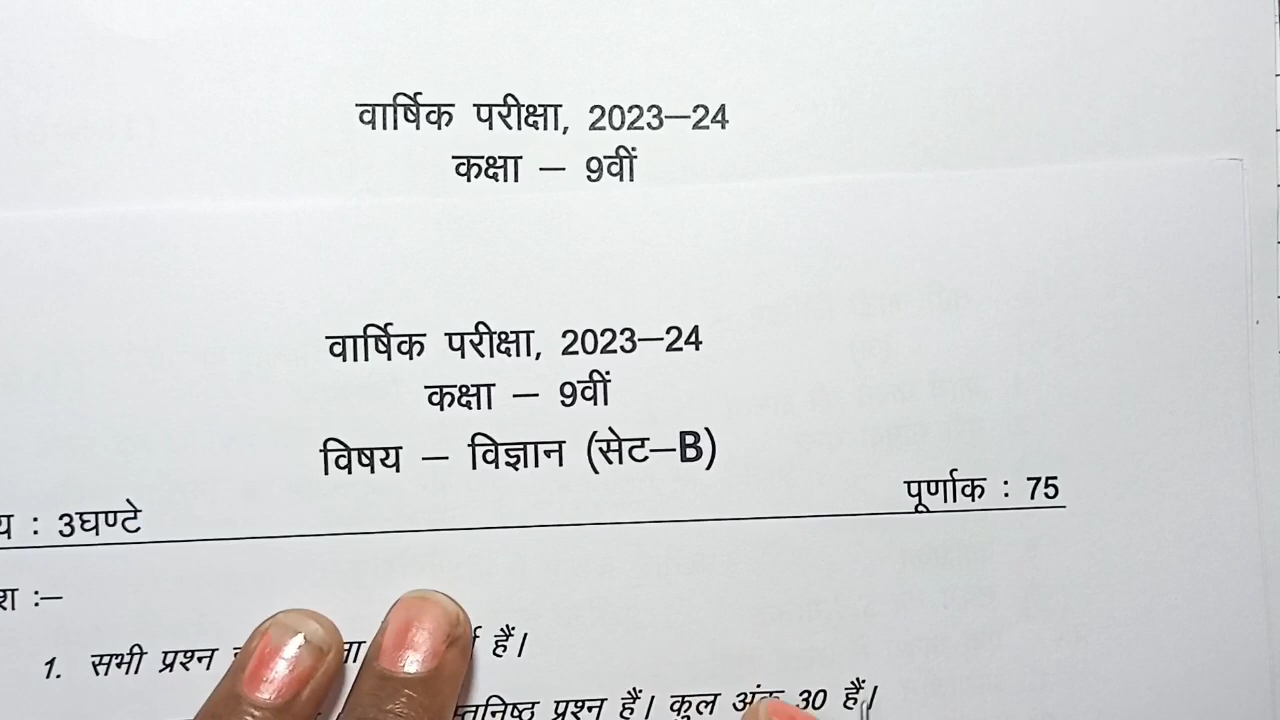 वार्षिक परीक्षा, 2023–24
कक्षा – 9वीं
वार्षिक परीक्षा, 2023–24
कक्षा – 9वीं
विषय – विज्ञान (सेट–B)
पूर्णाक : 75
: 3घण्टे
:–
1. सभी प्रश्न हैं।
प्रश्न हैं। कुल अंक 30 हैं।